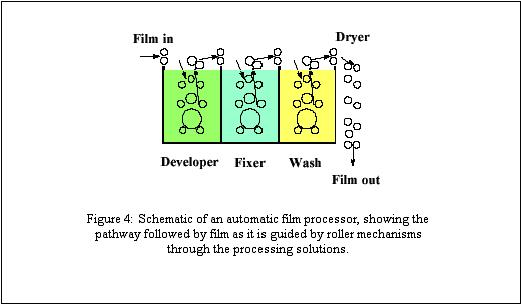 Film in
Dryer
Developer
Fixer
Wash
Film out
Figure 4: Schematic of an automatic film processor, showing the
pathway followed by film as it is guided by roller mechanisms
through the processing solutions.